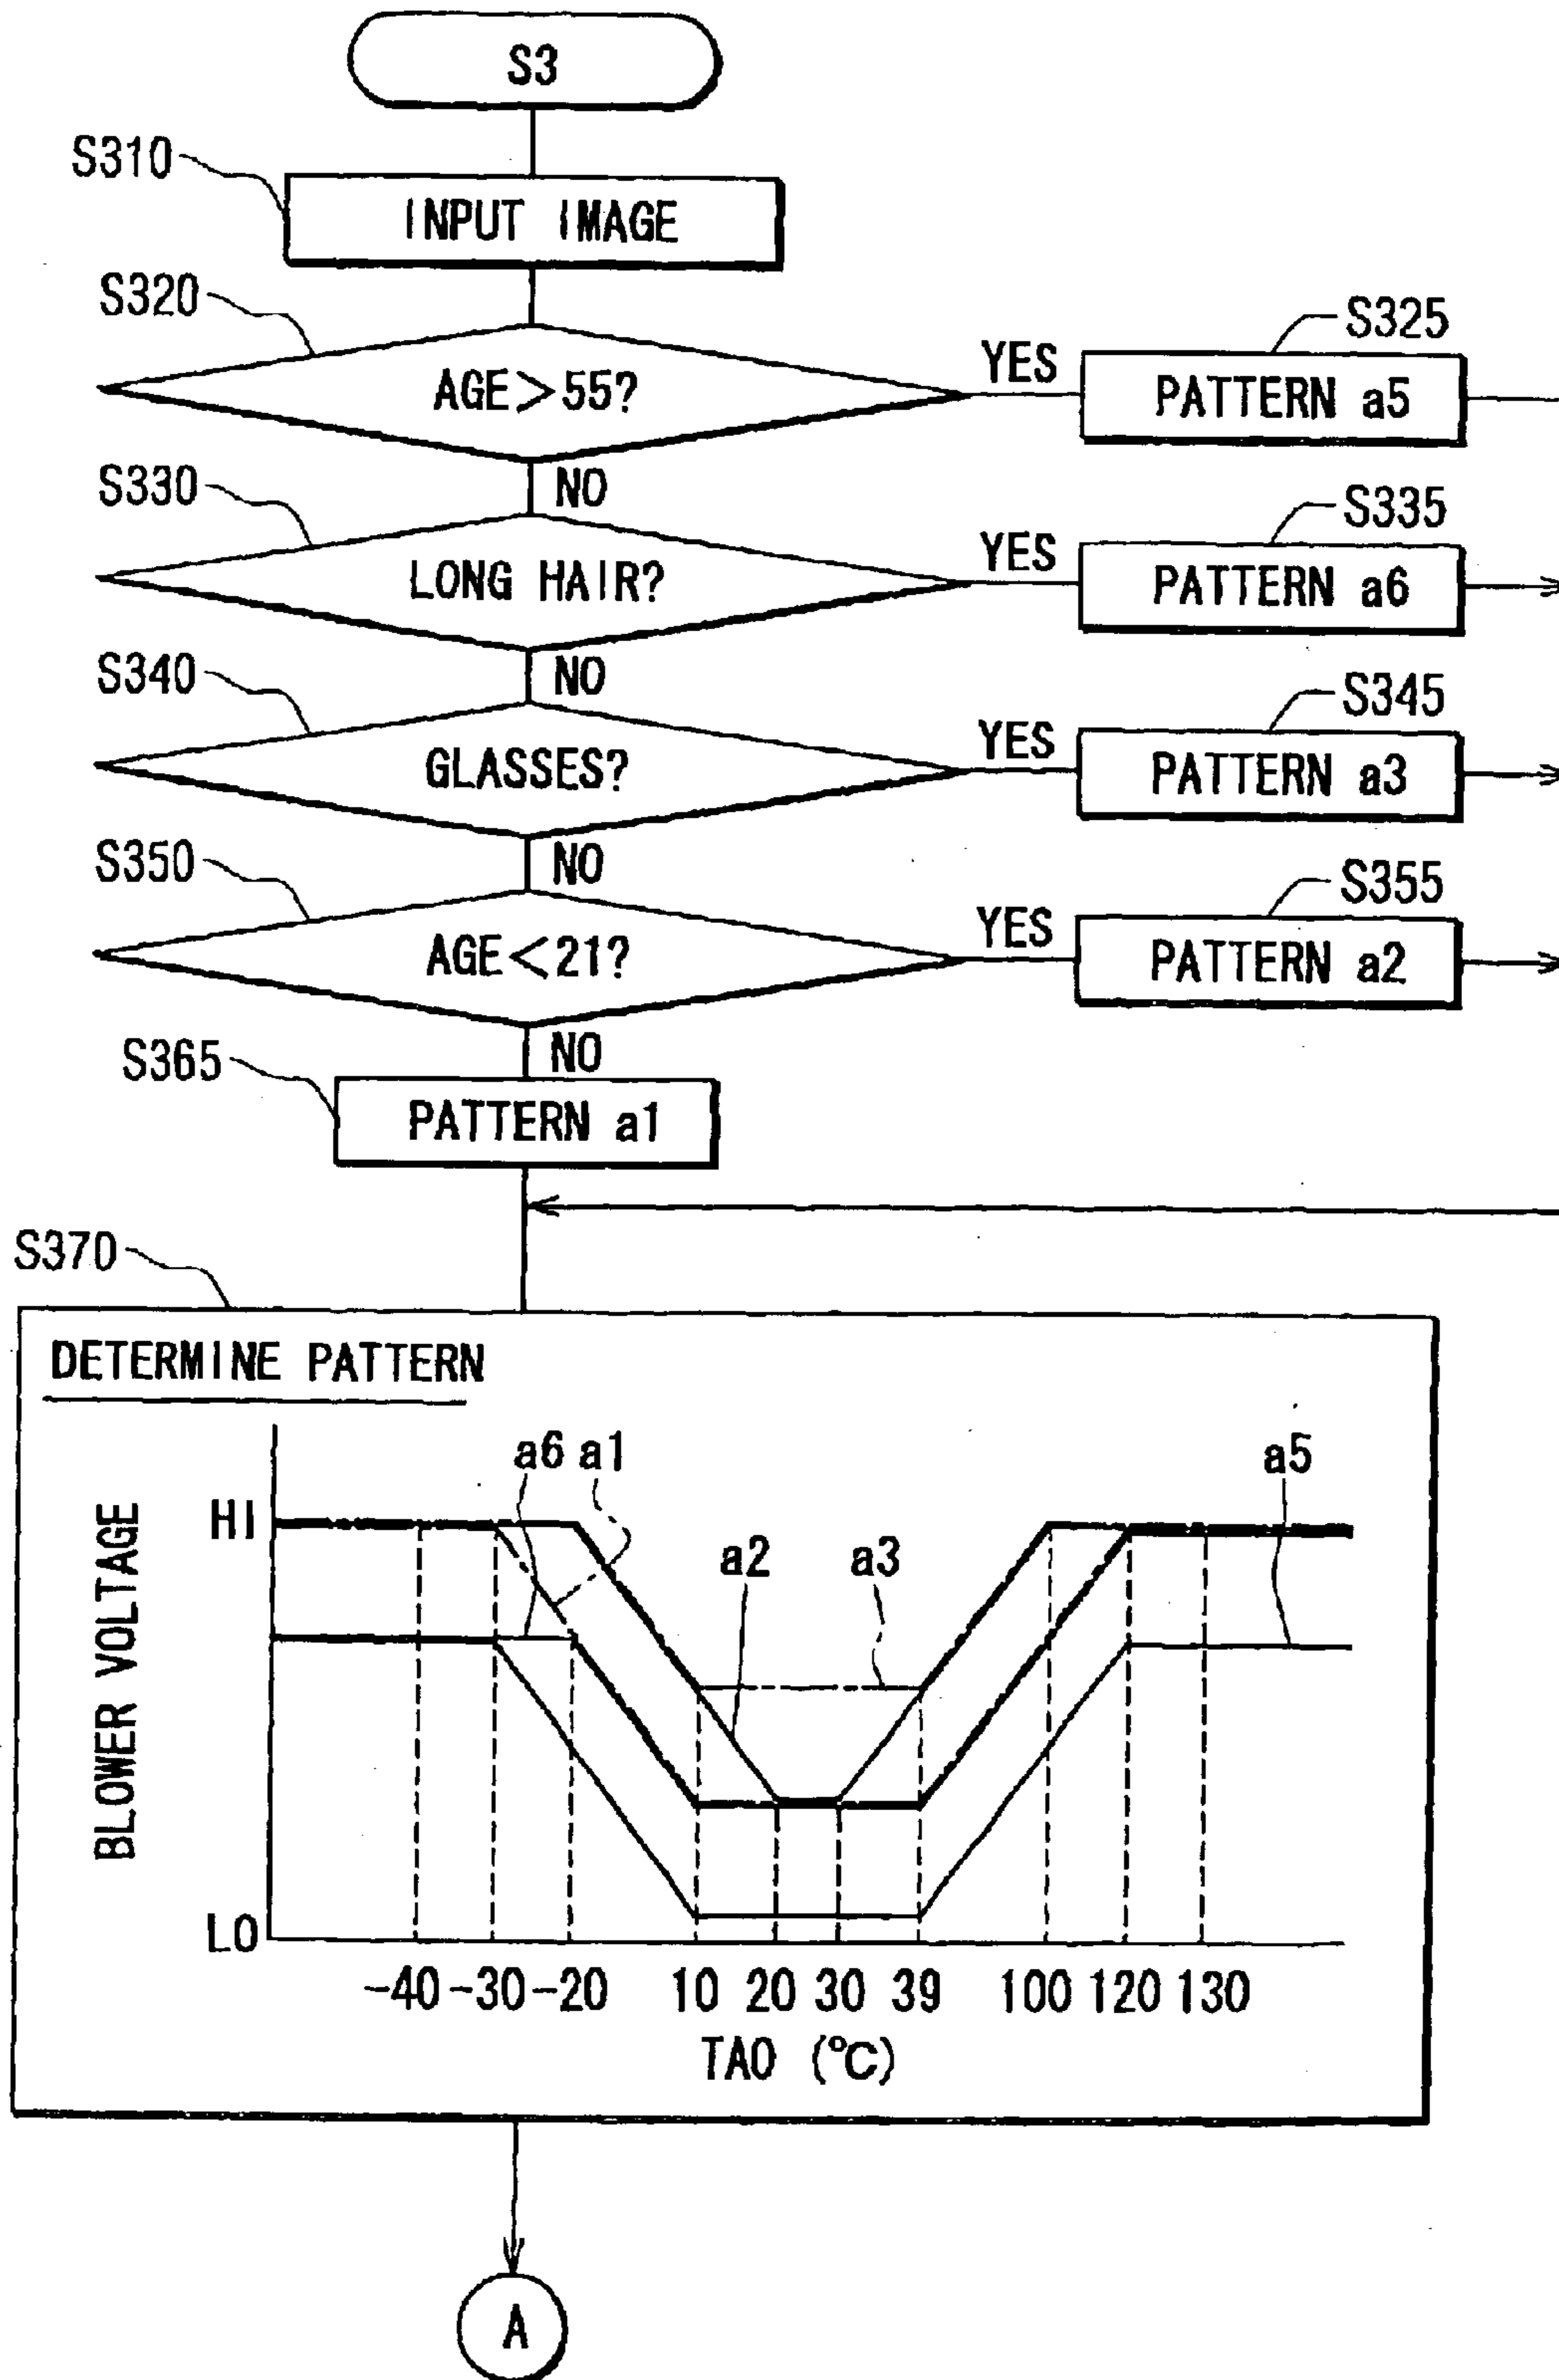 S3
S310
INPUT IMAGE
S320
AGE>55?
YES
S325
PATTERN a5
NO
S330
LONG HAIR?
YES
S335
PATTERN a6
NO
S340
GLASSES?
YES
S345
PATTERN a3
NO
S350
AGE<21?
YES
S355
PATTERN a2
NO
S365
PATTERN a1
S370
DETERMINE PATTERN
a6 a1
a5
HI
a2
a3
BLOWER VOLTAGE
LO
-40 -30 -20 10 20 30 39 100 120 130
TAO (°C)
A